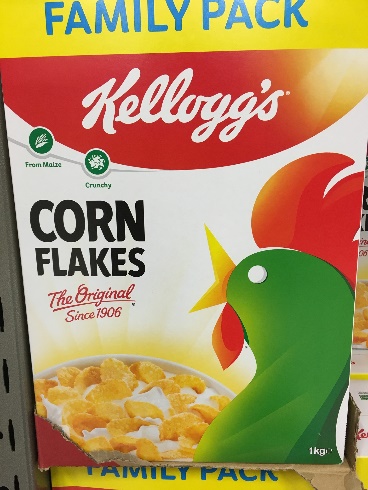 FAMILY PACK
Kellogg's
From Maize
Crunchy
CORN
FLAKES
The Original
Since 1906
1kg e
FAMILY PACK